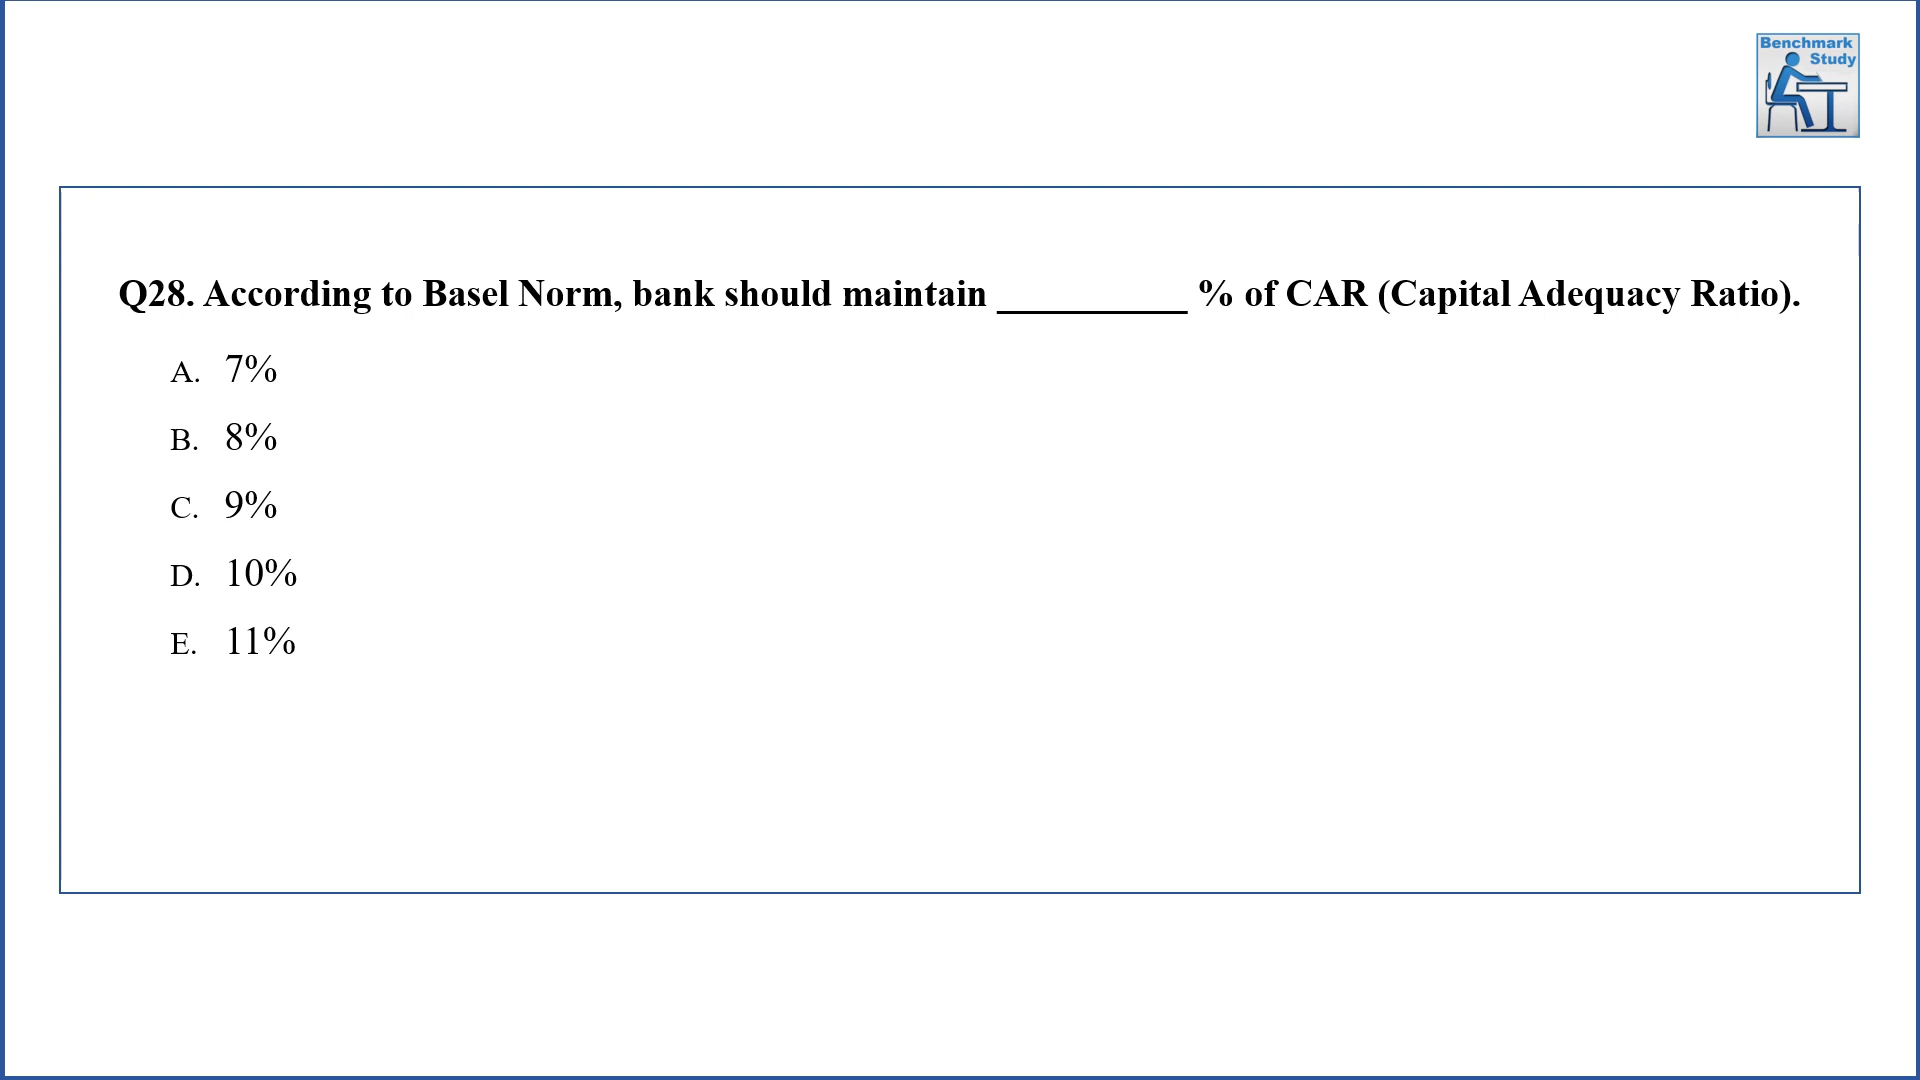 Benchmark
Study
Q28. According to Basel Norm, bank should maintain __________ % of CAR (Capital Adequacy Ratio).
A. 7%
B. 8%
C. 9%
D. 10%
E. 11%